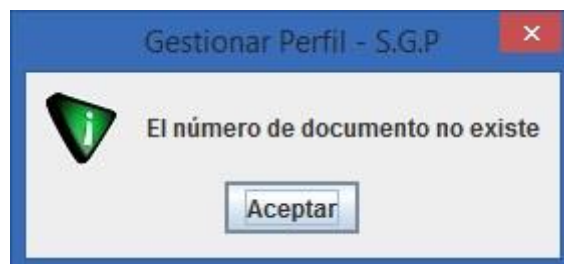 Gestionar Perfil - S.G.P
El número de documento no existe
Aceptar